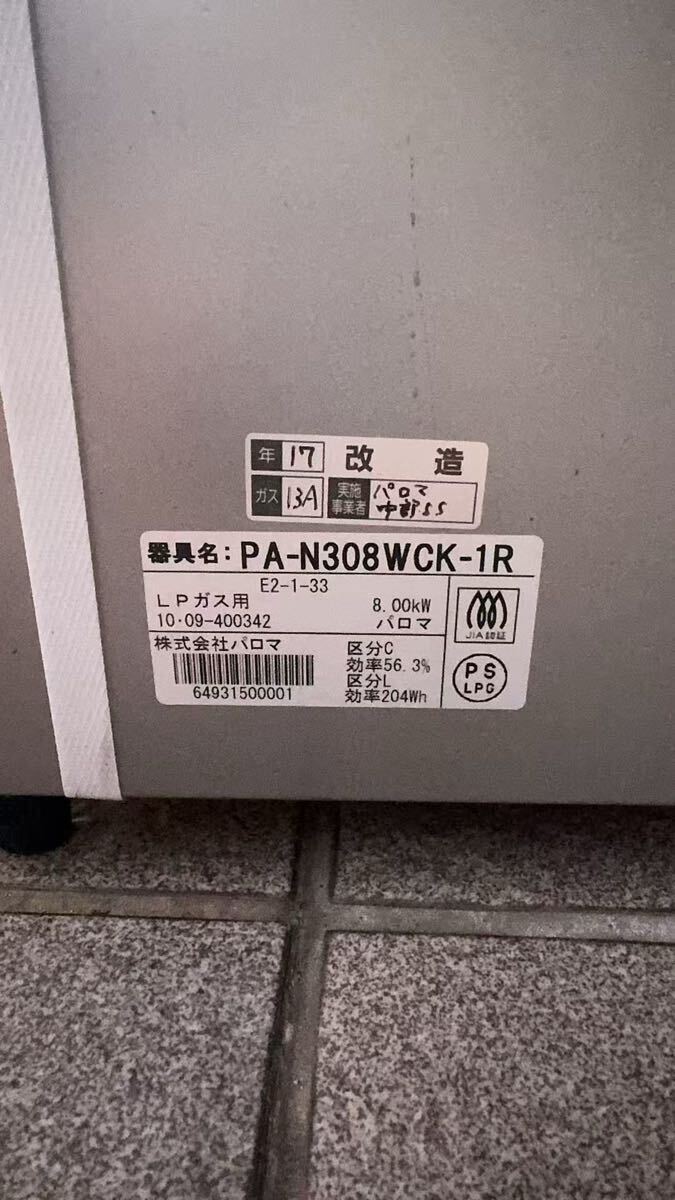 年 17 改 造
ガス 13A 実施事業者 パロマ 中部SS
器具名: PA-N308WCK-1R
E2-1-33
LPガス用 8.00kW
10・09-400342 パロマ
株式会社パロマ
区分C
効率56.3%
区分L
効率204Wh
64931500001
JIA認証
PS
LPG